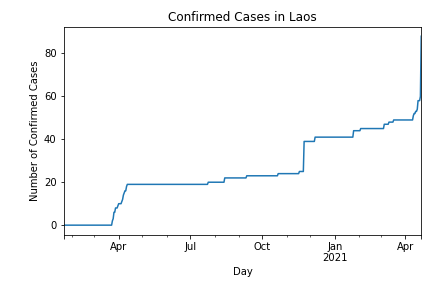 Confirmed Cases in Laos
Number of Confirmed Cases
80
60
40
20
0
Apr
Jul
Oct
Jan
2021
Apr
Day